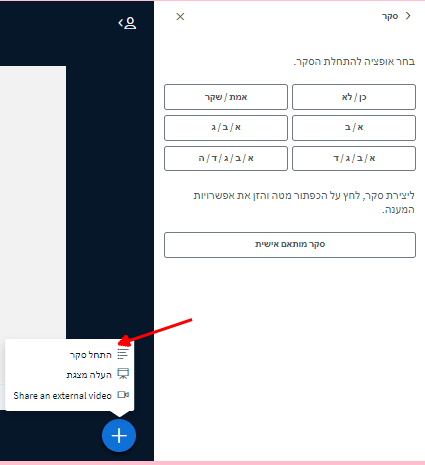 סקר
בחר אופציה להתחלת הסקר.
כן / לא
אמת / שקר
א / ב
א / ב / ג
א / ב / ג / ד
א / ב / ג / ד / ה
ליצירת סקר, לחץ על הכפתור מטה והזן את אפשרויות
המענה.
סקר מותאם אישית
התחל סקר
העלה מצגת
Share an external video